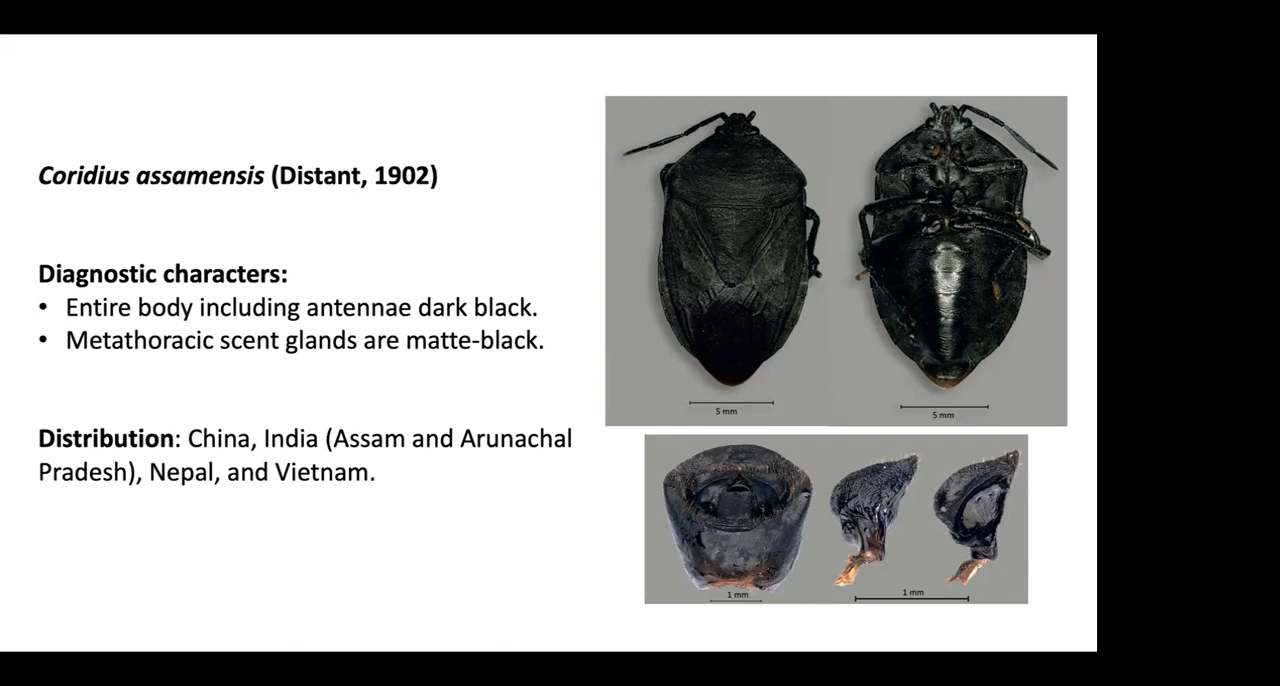 Coridius assamensis (Distant, 1902)
Diagnostic characters:
• Entire body including antennae dark black.
• Metathoracic scent glands are matte-black.
Distribution: China, India (Assam and Arunachal
Pradesh), Nepal, and Vietnam.
5 mm
5 mm
1 mm
1 mm